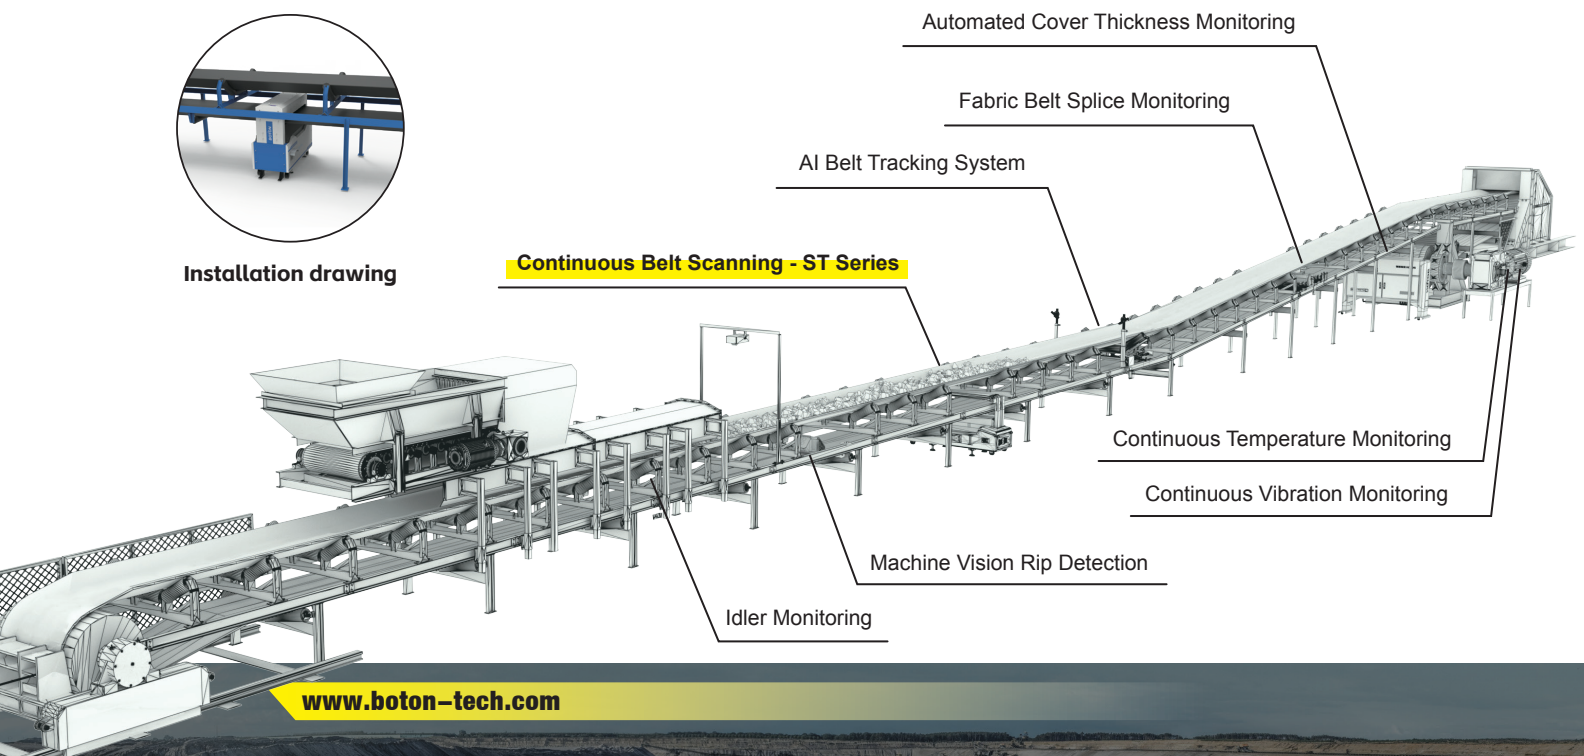 Automated Cover Thickness Monitoring
Fabric Belt Splice Monitoring
AI Belt Tracking System
Continuous Belt Scanning - ST Series
Installation drawing
Continuous Temperature Monitoring
Continuous Vibration Monitoring
Machine Vision Rip Detection
Idler Monitoring
www.boton-tech.com